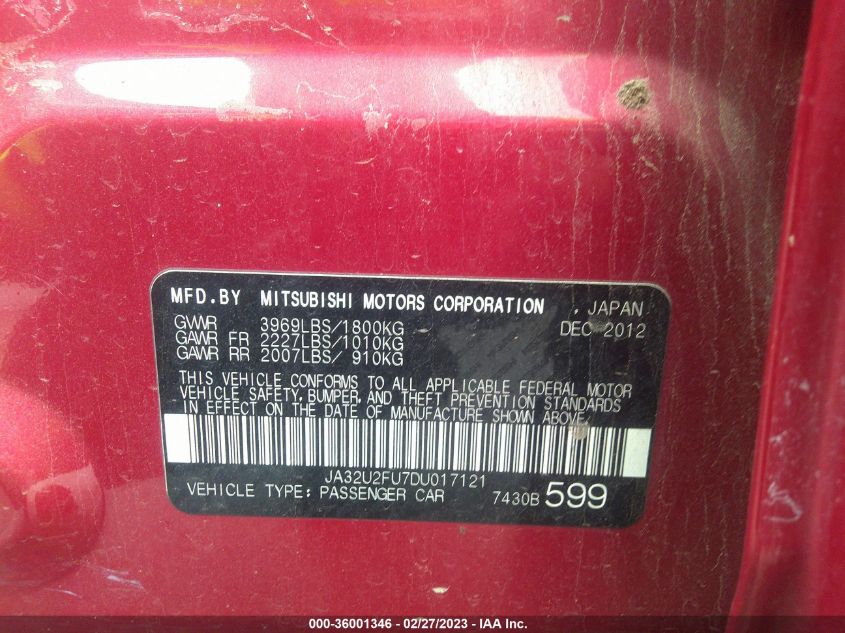 MFD.BY MITSUBISHI MOTORS CORPORATION , JAPAN
GVWR 3969LBS/1800KG DEC 2012
GAWR FR 2227LBS/1010KG
GAWR RR 2007LBS/ 910KG
THIS VEHICLE CONFORMS TO ALL APPLICABLE FEDERAL MOTOR
VEHICLE SAFETY, BUMPER, AND THEFT PREVENTION STANDARDS
IN EFFECT ON THE DATE OF MANUFACTURE SHOWN ABOVE.
JA32U2FU7DU017121
VEHICLE TYPE: PASSENGER CAR 7430B 599
000-36001346 - 02/27/2023 - IAA Inc.